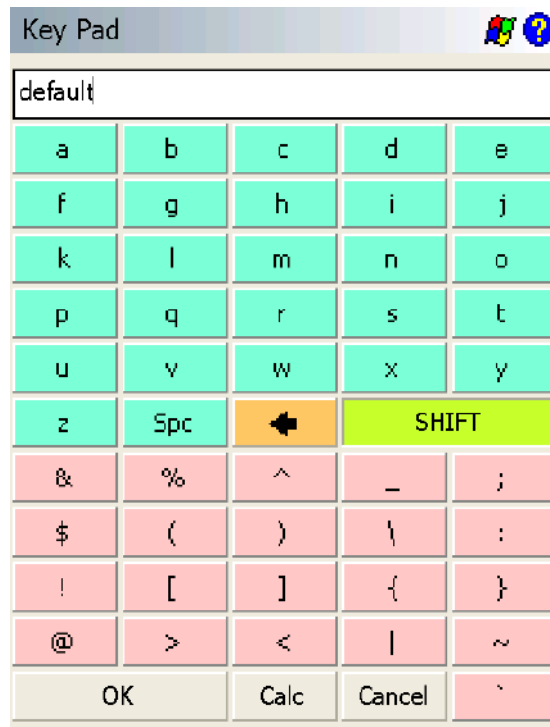 Key Pad ?
default
a b c d e
f g h i j
k l m n o
p q r s t
u v w x y
z Spc SHIFT
& % ^ _ ;
$ ( ) \ :
! [ ] { }
@ > < | ~
OK Calc Cancel `